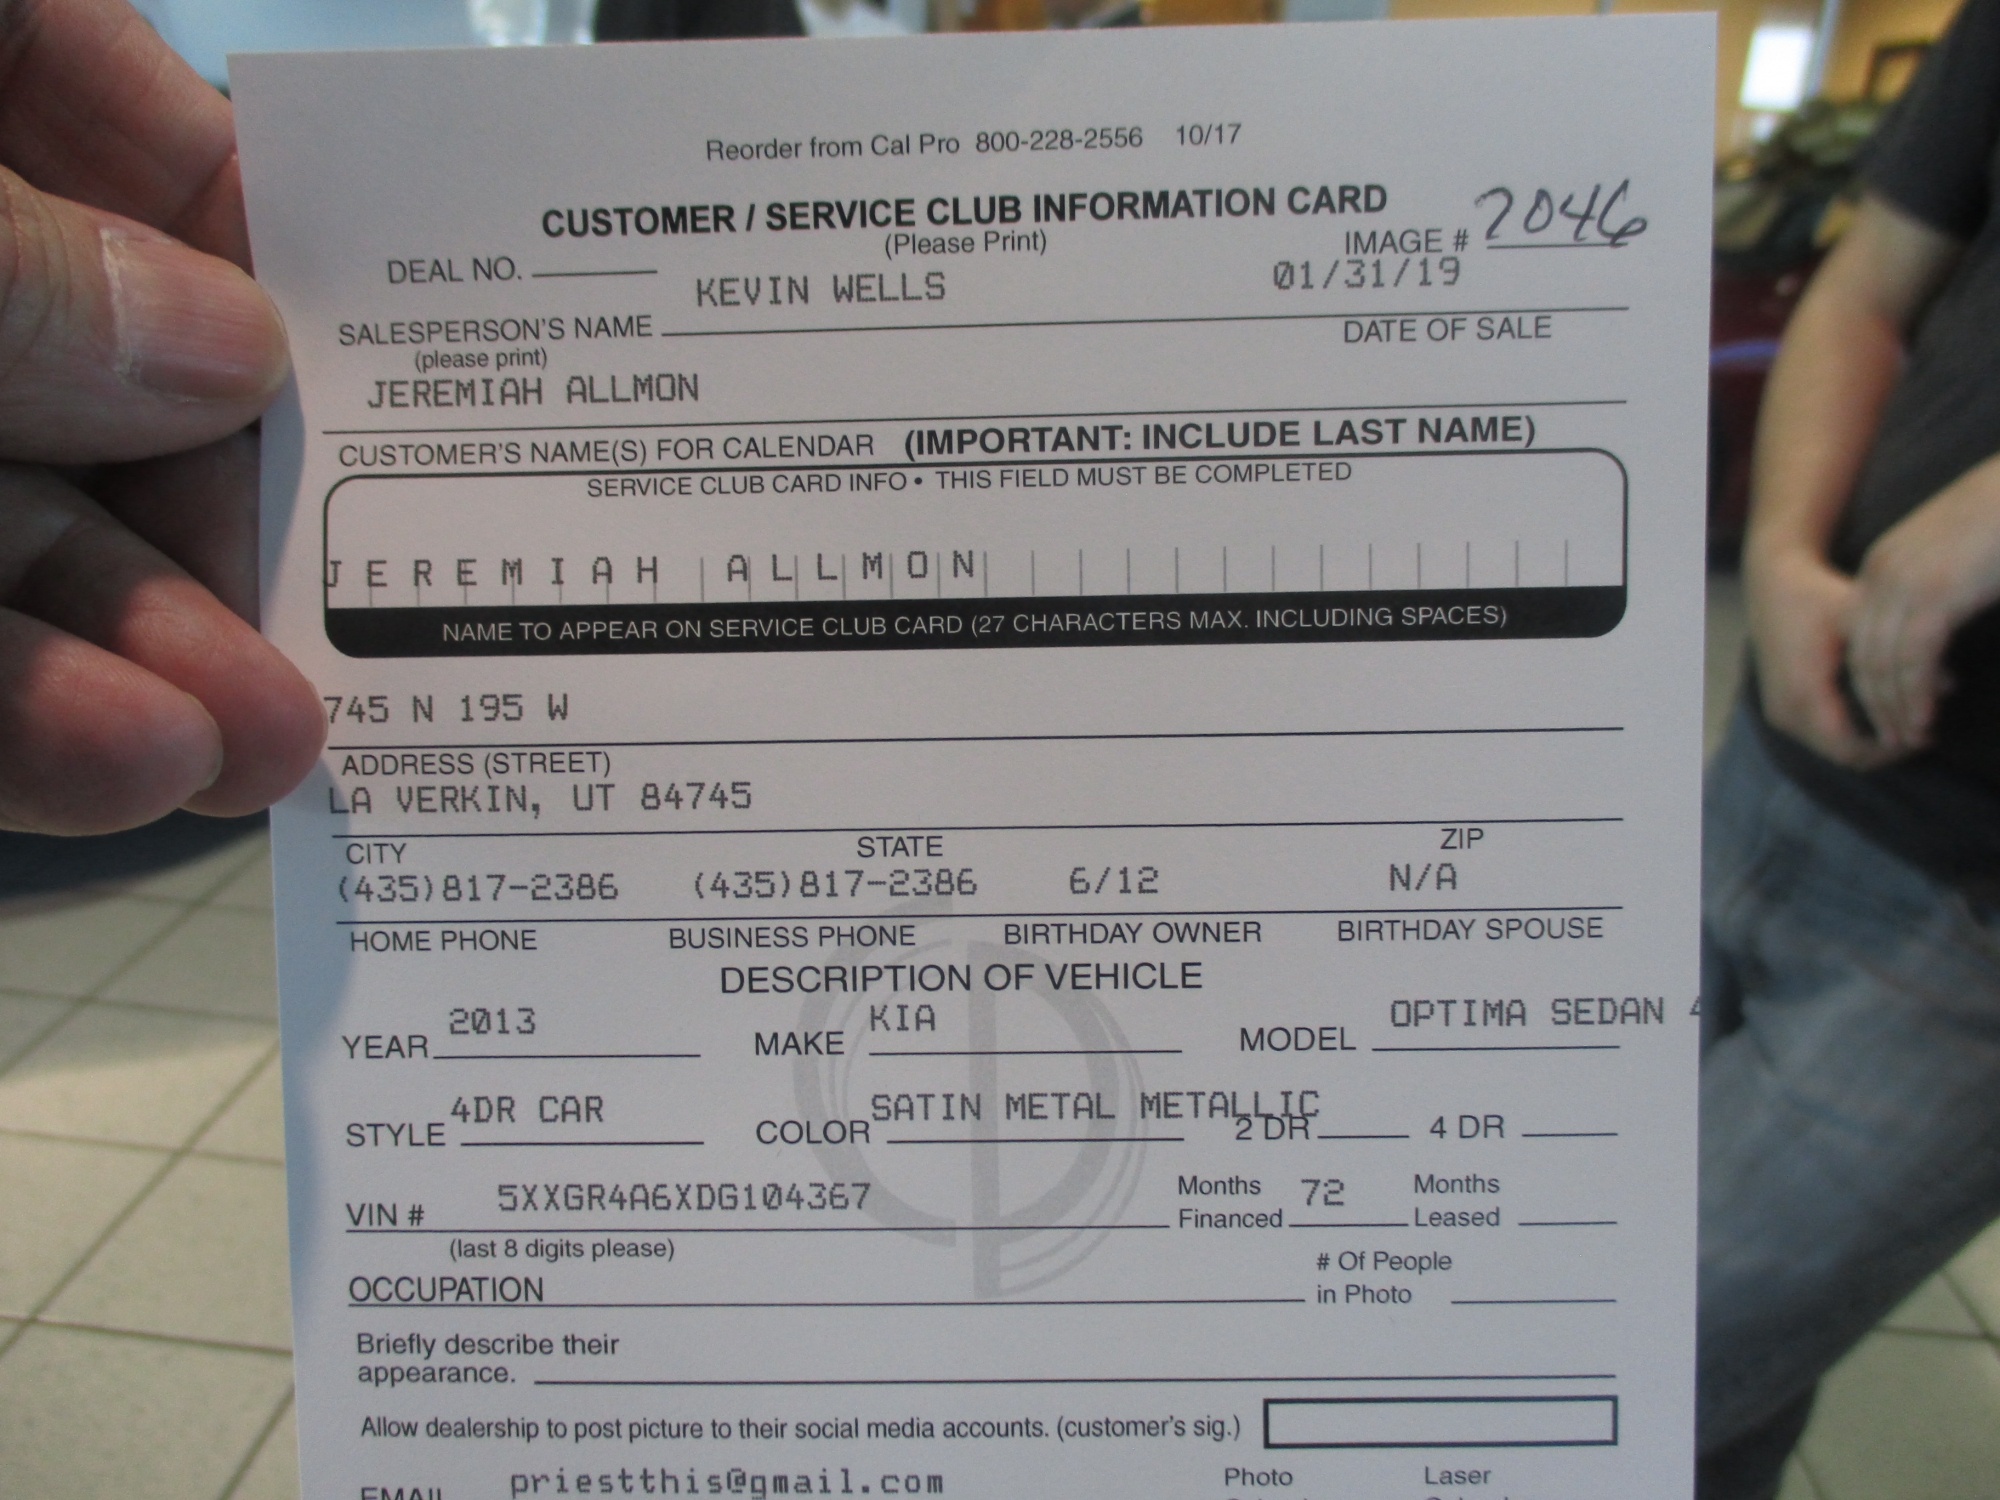 Reorder from Cal Pro 800-228-2556 10/17
CUSTOMER / SERVICE CLUB INFORMATION CARD
(Please Print)
IMAGE # 2046
DEAL NO.
KEVIN WELLS 01/31/19
SALESPERSON'S NAME DATE OF SALE
(please print)
JEREMIAH ALLMON
CUSTOMER'S NAME(S) FOR CALENDAR (IMPORTANT: INCLUDE LAST NAME)
SERVICE CLUB CARD INFO • THIS FIELD MUST BE COMPLETED
JEREMIAH ALLMON
NAME TO APPEAR ON SERVICE CLUB CARD (27 CHARACTERS MAX. INCLUDING SPACES)
745 N 195 W
ADDRESS (STREET)
LA VERKIN, UT 84745
CITY STATE ZIP
(435)817-2386 (435)817-2386 6/12 N/A
HOME PHONE BUSINESS PHONE BIRTHDAY OWNER BIRTHDAY SPOUSE
DESCRIPTION OF VEHICLE
YEAR 2013 MAKE KIA MODEL OPTIMA SEDAN 4
STYLE 4DR CAR COLOR SATIN METAL METALLIC 2 DR 4 DR
VIN # 5XXGR4A6XDG104367 Months Financed 72 Months Leased
(last 8 digits please)
OCCUPATION # Of People in Photo
Briefly describe their
appearance.
Allow dealership to post picture to their social media accounts. (customer's sig.)
EMAIL priestthis@gmail.com Photo Laser